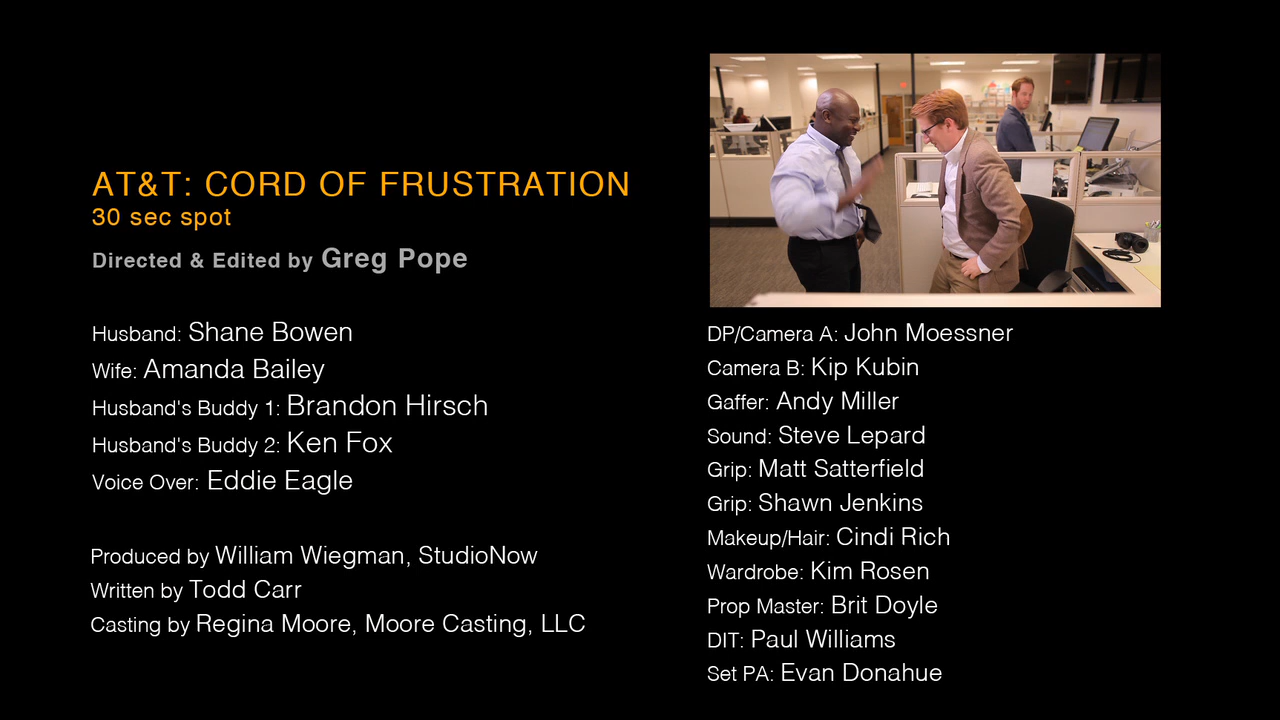 AT&T: CORD OF FRUSTRATION
30 sec spot
Directed & Edited by Greg Pope
Husband: Shane Bowen
Wife: Amanda Bailey
Husband's Buddy 1: Brandon Hirsch
Husband's Buddy 2: Ken Fox
Voice Over: Eddie Eagle
Produced by William Wiegman, StudioNow
Written by Todd Carr
Casting by Regina Moore, Moore Casting, LLC
DP/Camera A: John Moessner
Camera B: Kip Kubin
Gaffer: Andy Miller
Sound: Steve Lepard
Grip: Matt Satterfield
Grip: Shawn Jenkins
Makeup/Hair: Cindi Rich
Wardrobe: Kim Rosen
Prop Master: Brit Doyle
DIT: Paul Williams
Set PA: Evan Donahue